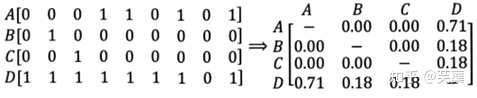 A B C D
A[0 0 0 1 1 0 1 0 1] A – 0.00 0.00 0.71
B[0 1 0 0 0 0 0 0 0] ⇒ B 0.00 – 0.00 0.18
C[0 0 1 0 0 0 0 0 0] C 0.00 0.00 – 0.18
D[1 1 1 1 1 1 1 0 1] D 0.71 0.18 0.18 –
知乎